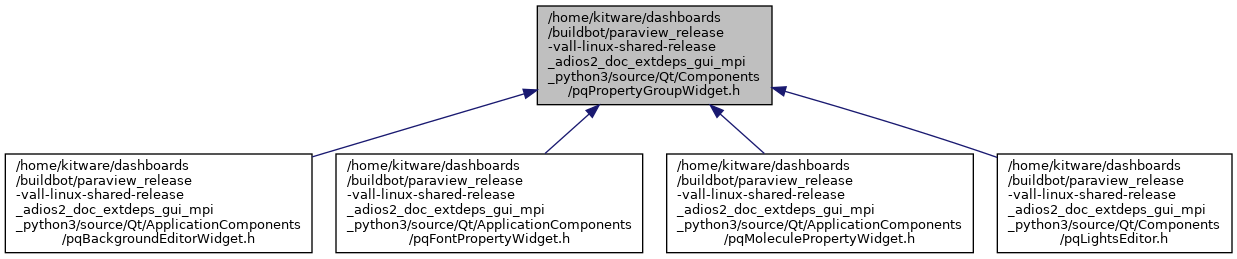 /home/kitware/dashboards
/buildbot/paraview_release
-vall-linux-shared-release
_adios2_doc_extdeps_gui_mpi
_python3/source/Qt/Components
/pqPropertyGroupWidget.h
/home/kitware/dashboards
/buildbot/paraview_release
-vall-linux-shared-release
_adios2_doc_extdeps_gui_mpi
_python3/source/Qt/ApplicationComponents
/pqBackgroundEditorWidget.h
/home/kitware/dashboards
/buildbot/paraview_release
-vall-linux-shared-release
_adios2_doc_extdeps_gui_mpi
_python3/source/Qt/ApplicationComponents
/pqFontPropertyWidget.h
/home/kitware/dashboards
/buildbot/paraview_release
-vall-linux-shared-release
_adios2_doc_extdeps_gui_mpi
_python3/source/Qt/ApplicationComponents
/pqMoleculePropertyWidget.h
/home/kitware/dashboards
/buildbot/paraview_release
-vall-linux-shared-release
_adios2_doc_extdeps_gui_mpi
_python3/source/Qt/Components
/pqLightsEditor.h